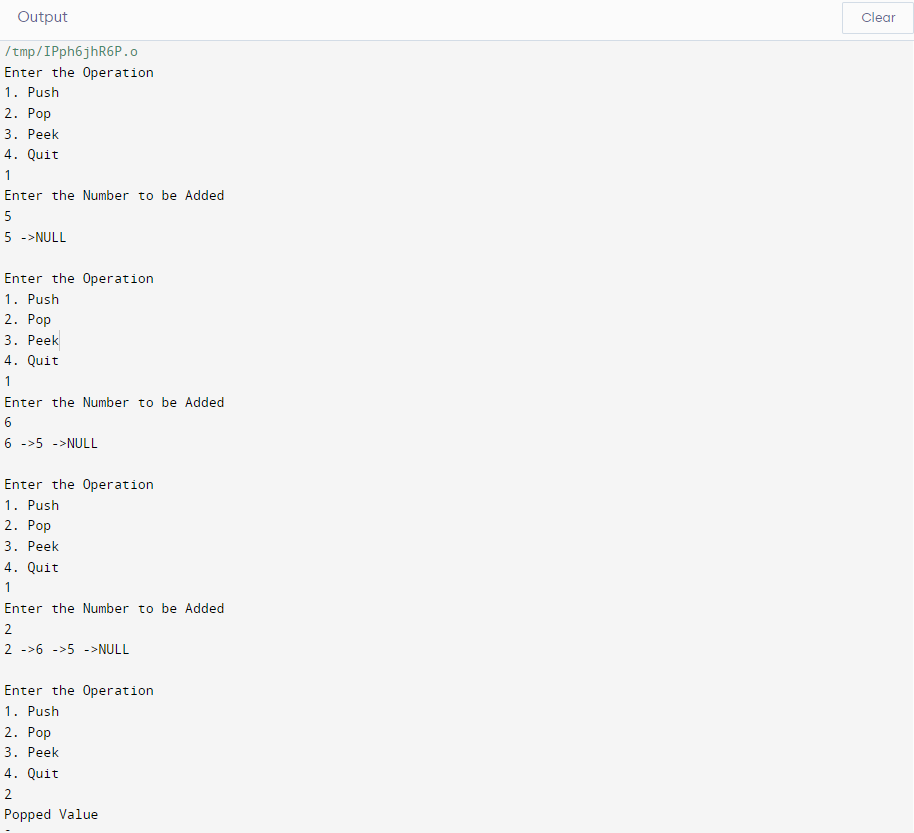 Output
Clear
/tmp/IPph6jhR6P.o
Enter the Operation
1. Push
2. Pop
3. Peek
4. Quit
1
Enter the Number to be Added
5
5 ->NULL
Enter the Operation
1. Push
2. Pop
3. Peek
4. Quit
1
Enter the Number to be Added
6
6 ->5 ->NULL
Enter the Operation
1. Push
2. Pop
3. Peek
4. Quit
1
Enter the Number to be Added
2
2 ->6 ->5 ->NULL
Enter the Operation
1. Push
2. Pop
3. Peek
4. Quit
2
Popped Value